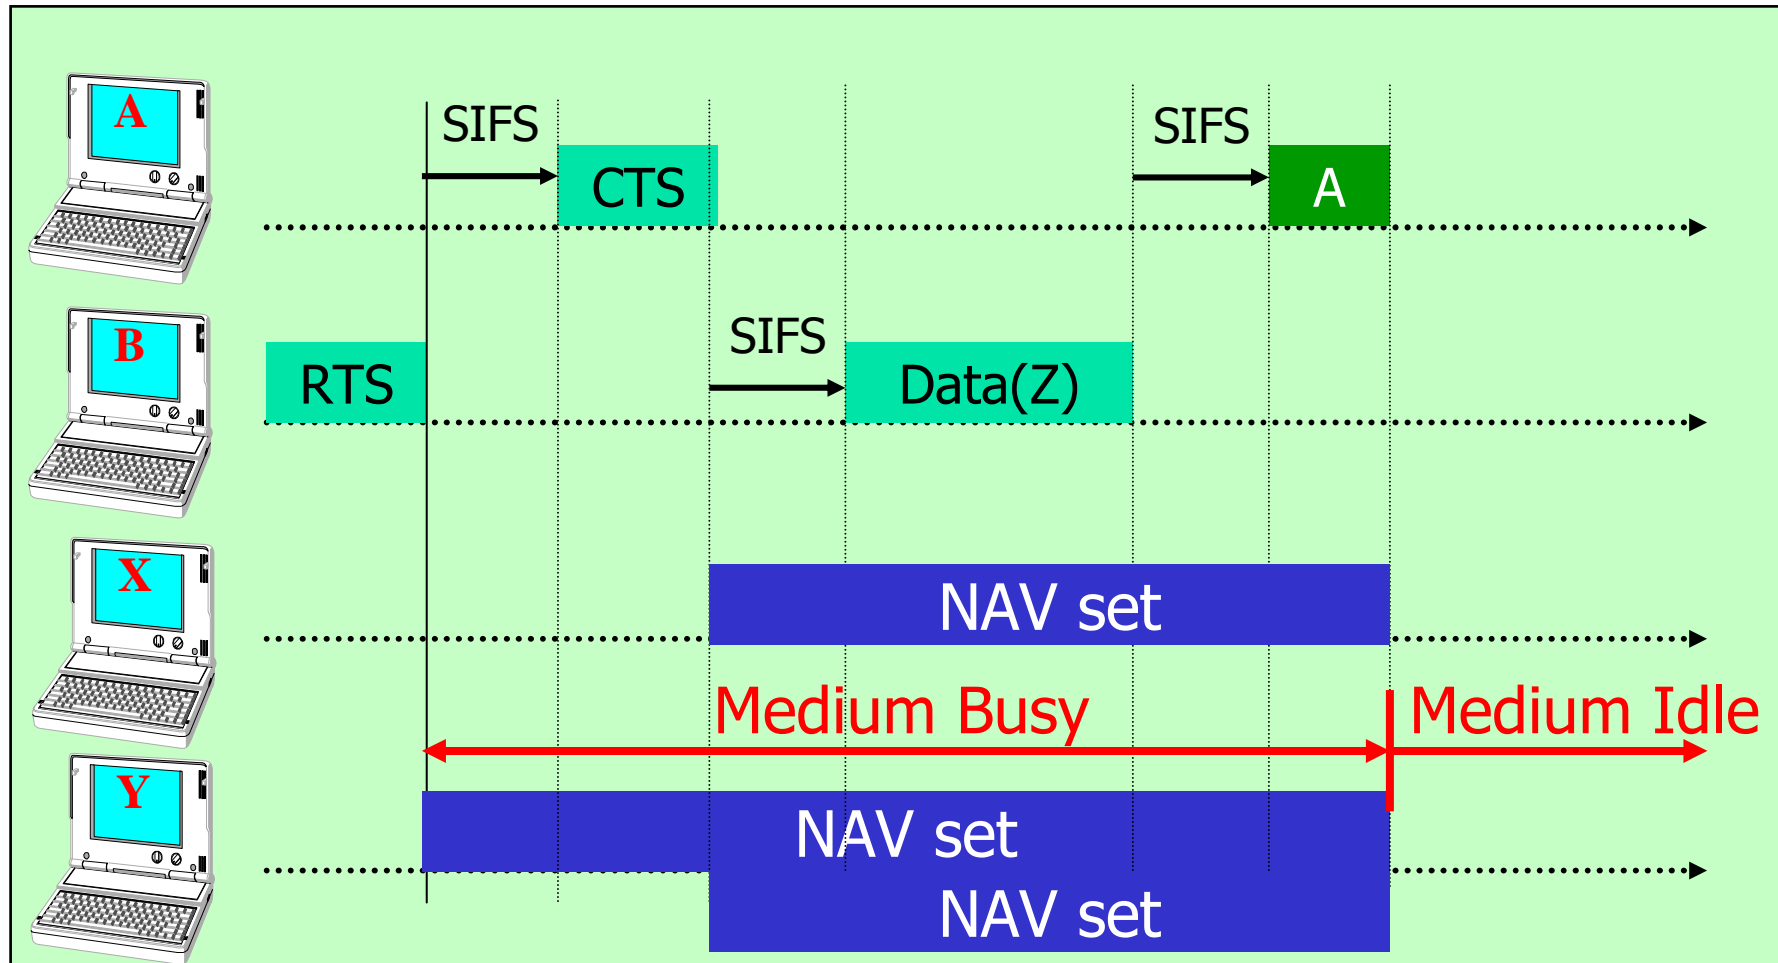 A
SIFS
SIFS
CTS
A
B
SIFS
RTS
Data(Z)
X
NAV set
Medium Busy
Medium Idle
Y
NAV set
NAV set